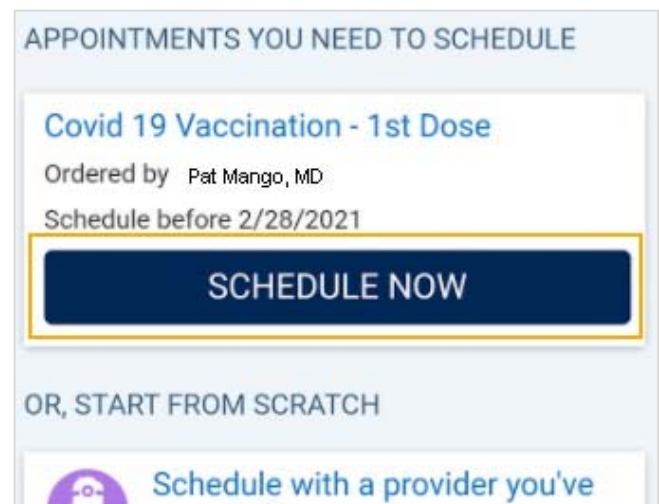 APPOINTMENTS YOU NEED TO SCHEDULE
Covid 19 Vaccination - 1st Dose
Ordered by Pat Mango, MD
Schedule before 2/28/2021
SCHEDULE NOW
OR, START FROM SCRATCH
Schedule with a provider you've